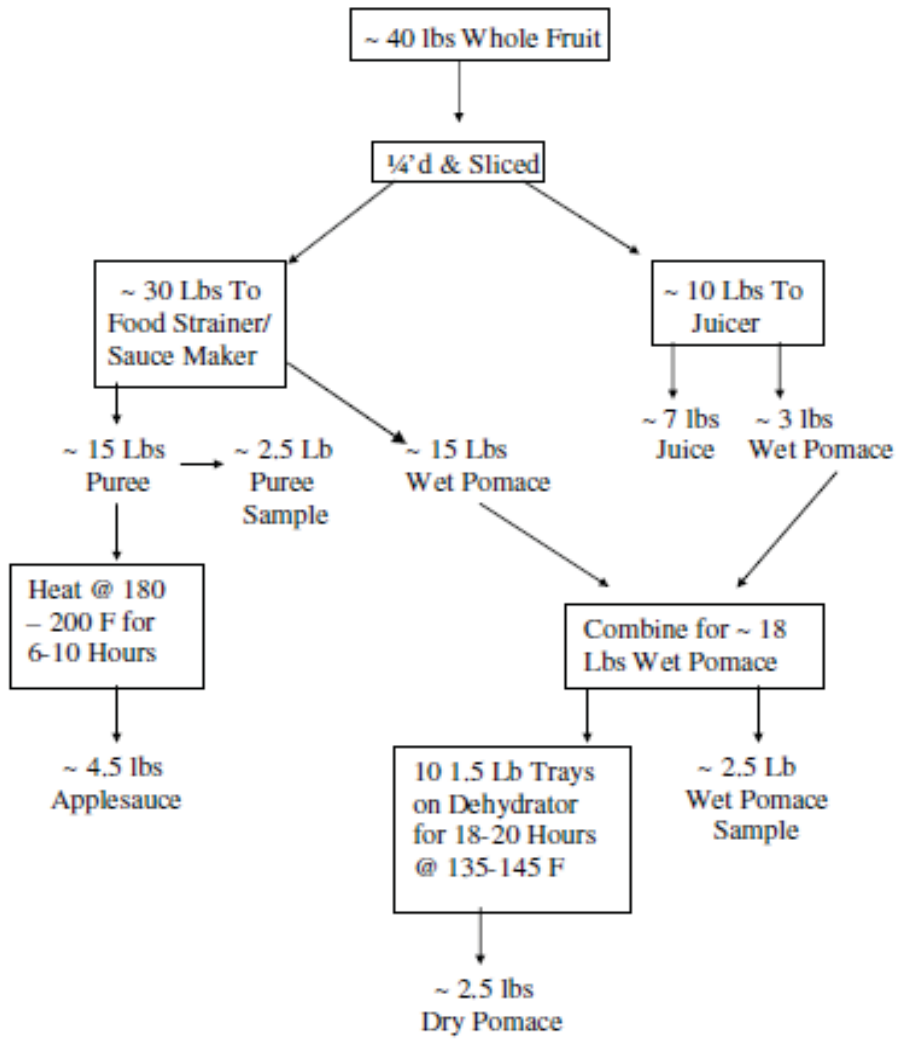 ~ 40 lbs Whole Fruit
¼'d & Sliced
~ 30 Lbs To
Food Strainer/
Sauce Maker
~ 10 Lbs To
Juicer
~ 7 lbs
Juice
~ 3 lbs
Wet Pomace
~ 15 Lbs
Puree
~ 2.5 Lb
Puree
Sample
~ 15 Lbs
Wet Pomace
Heat @ 180
– 200 F for
6-10 Hours
Combine for ~ 18
Lbs Wet Pomace
~ 4.5 lbs
Applesauce
10 1.5 Lb Trays
on Dehydrator
for 18-20 Hours
@ 135-145 F
~ 2.5 Lb
Wet Pomace
Sample
~ 2.5 lbs
Dry Pomace